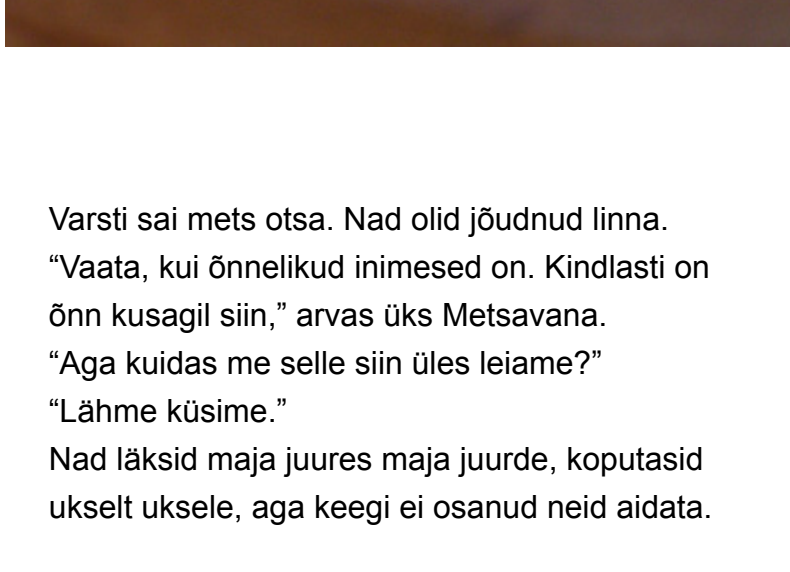 Varsti sai mets otsa. Nad olid jõudnud linna.
“Vaata, kui õnnelikud inimesed on. Kindlasti on
õnn kusagil siin,” arvas üks Metsavana.
“Aga kuidas me selle siin üles leiame?”
“Lähme küsime.”
Nad läksid maja juures maja juurde, koputasid
ukselt uksele, aga keegi ei osanud neid aidata.